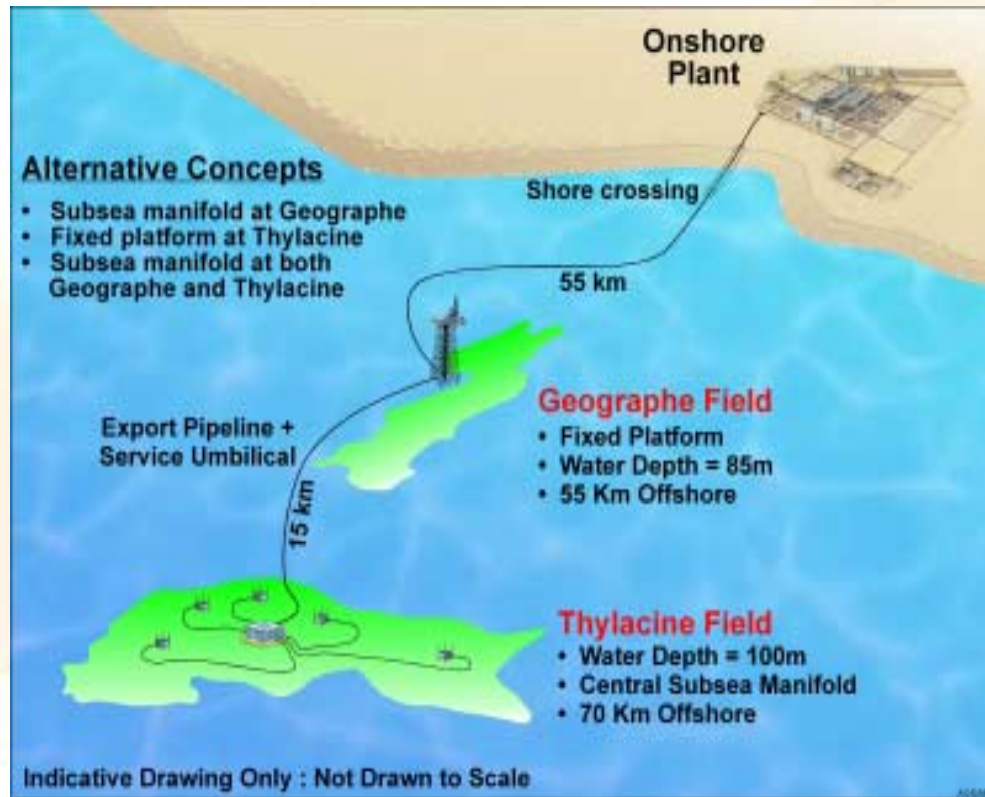 Onshore
Plant
Alternative Concepts
• Subsea manifold at Geographe
• Fixed platform at Thylacine
• Subsea manifold at both
Geographe and Thylacine
Shore crossing
55 km
Export Pipeline +
Service Umbilical
15 km
Geographe Field
• Fixed Platform
• Water Depth = 85m
• 55 Km Offshore
Thylacine Field
• Water Depth = 100m
• Central Subsea Manifold
• 70 Km Offshore
Indicative Drawing Only : Not Drawn to Scale